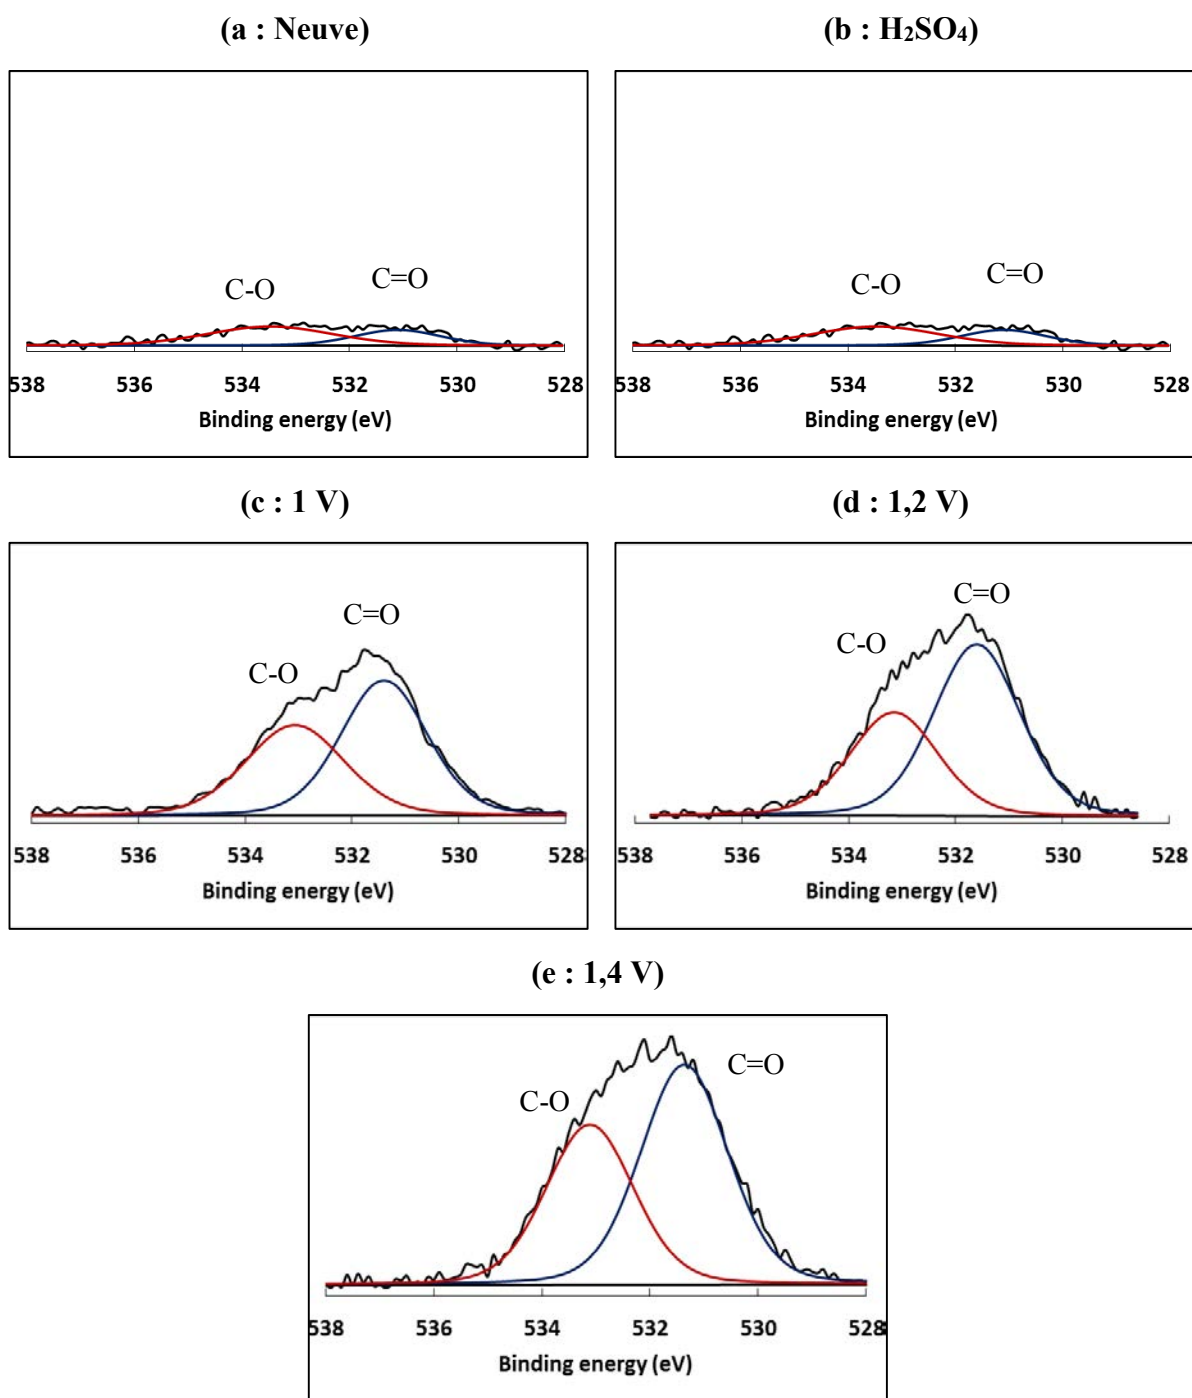 (a : Neuve)
(b : H₂SO₄)
C-O
C=O
538 536 534 532 530 528
Binding energy (eV)
C-O
C=O
538 536 534 532 530 528
Binding energy (eV)
(c : 1 V)
(d : 1,2 V)
C=O
C-O
538 536 534 532 530 528
Binding energy (eV)
C=O
C-O
538 536 534 532 530 528
Binding energy (eV)
(e : 1,4 V)
C=O
C-O
538 536 534 532 530 528
Binding energy (eV)